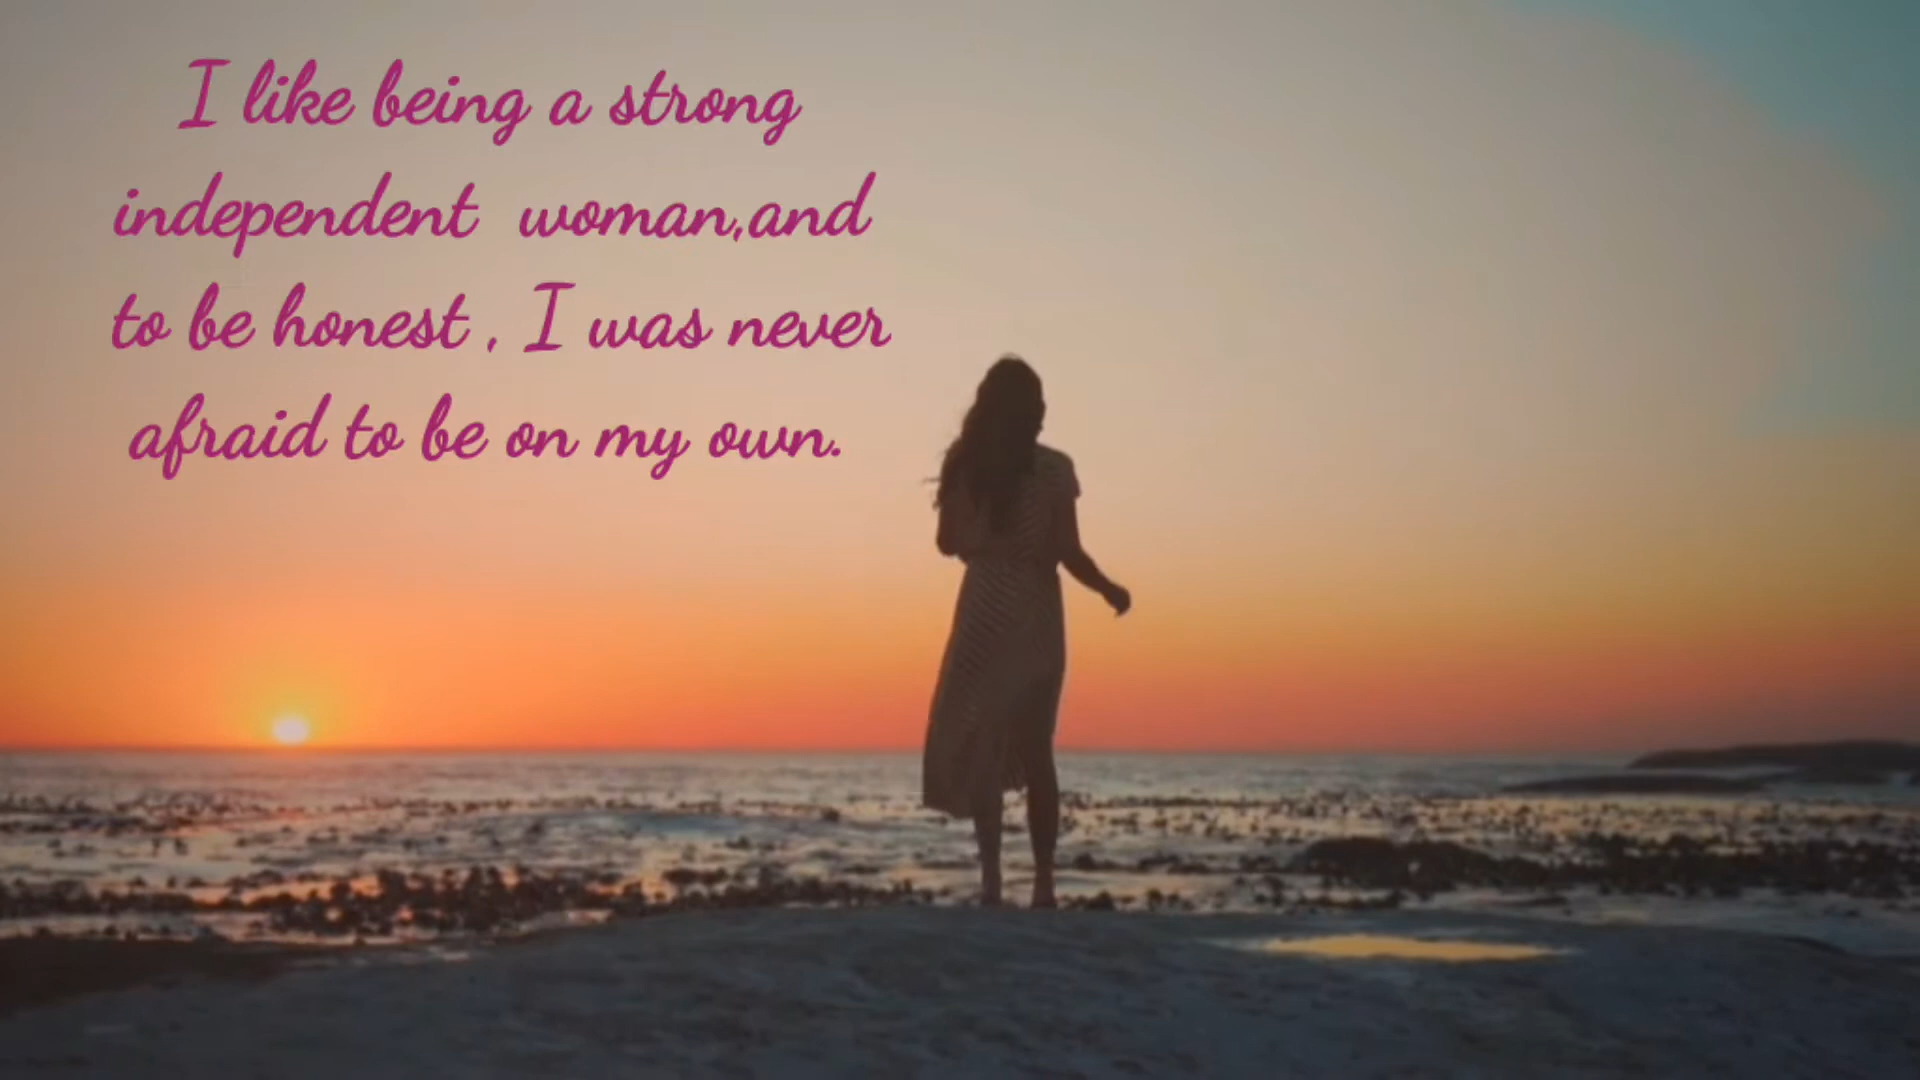 I like being a strong
independent  woman,and
to be honest , I was never
afraid to be on my own.